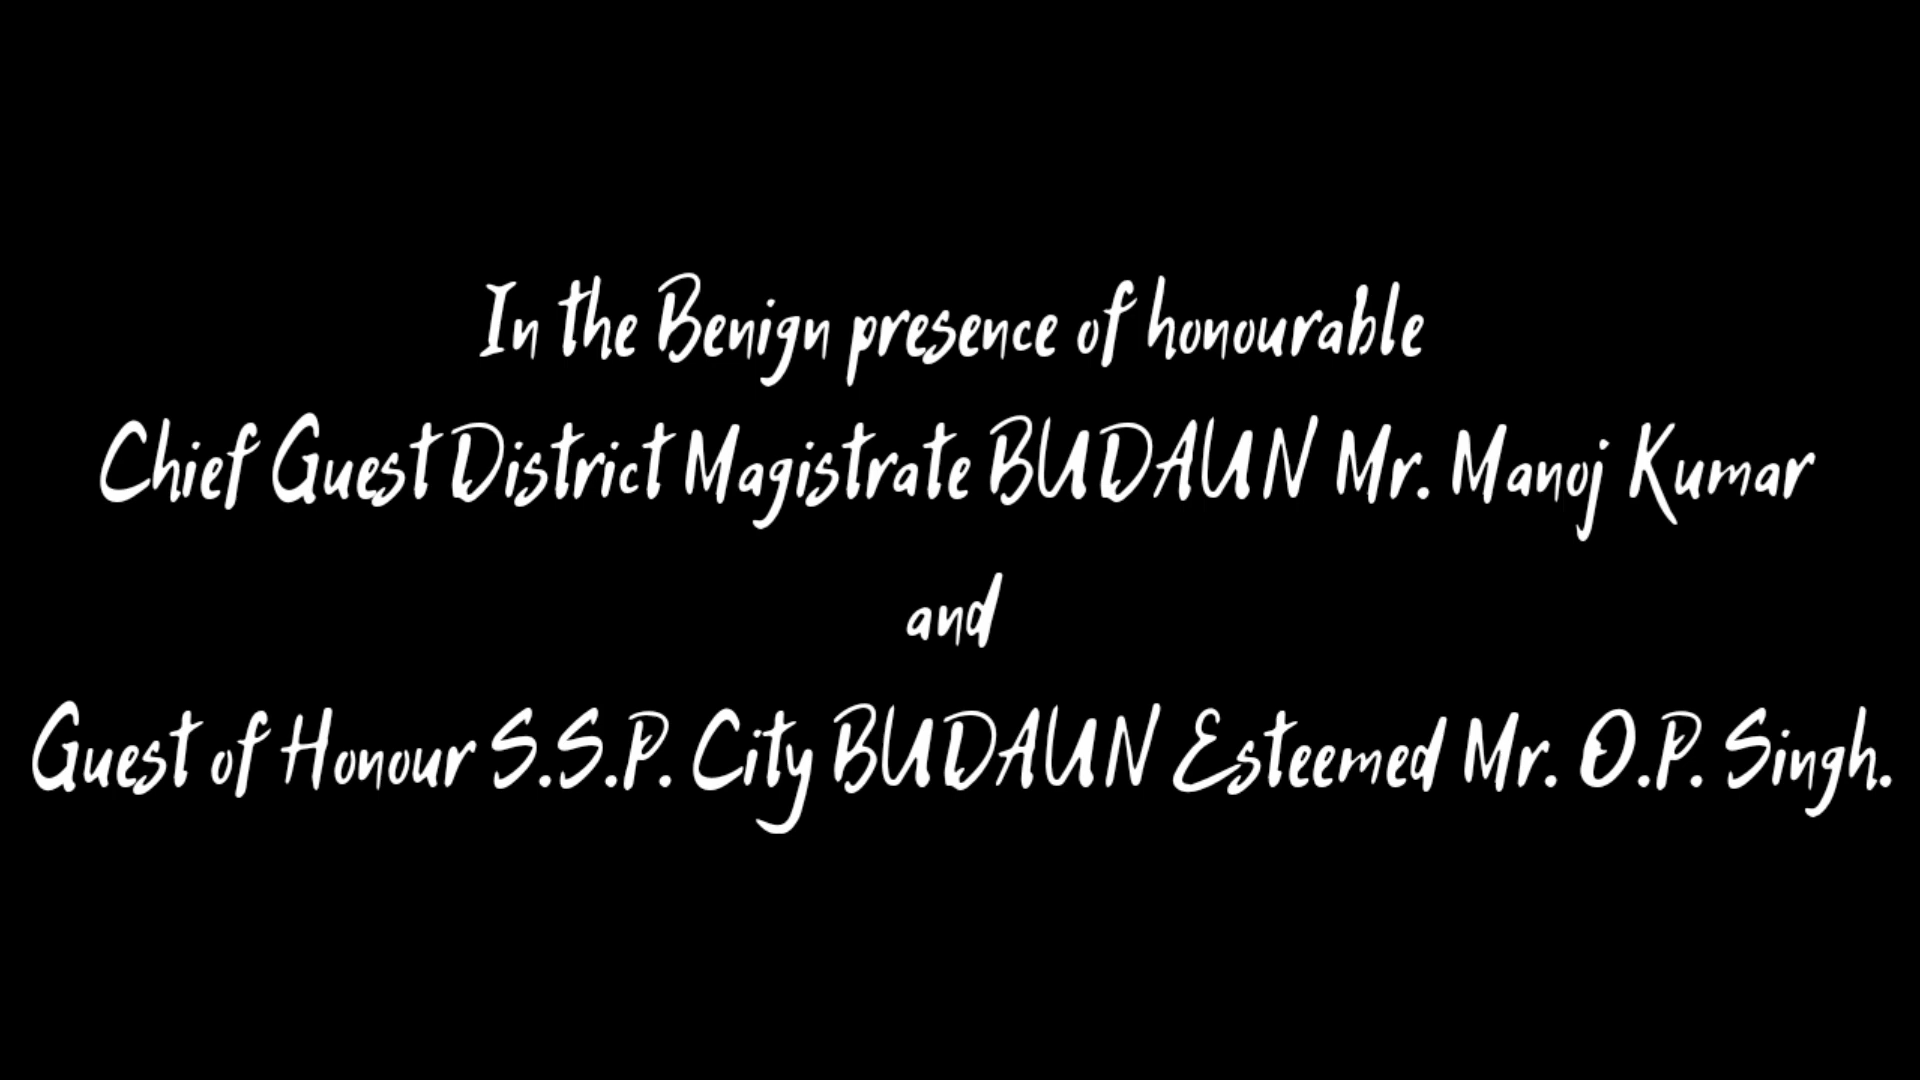 In the Benign presence of honourable
Chief Guest District Magistrate BUDAUN Mr. Manoj Kumar
and
Guest of Honour S.S.P. City BUDAUN Esteemed Mr. O.P. Singh.